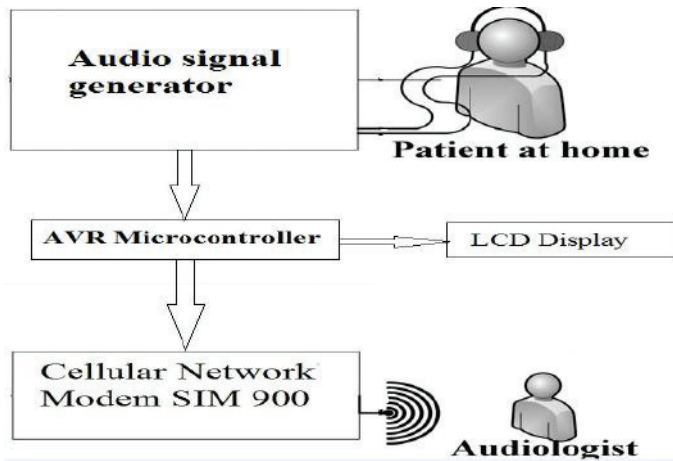 Audio signal
generator
Patient at home
AVR Microcontroller
LCD Display
Cellular Network
Modem SIM 900
Audiologist